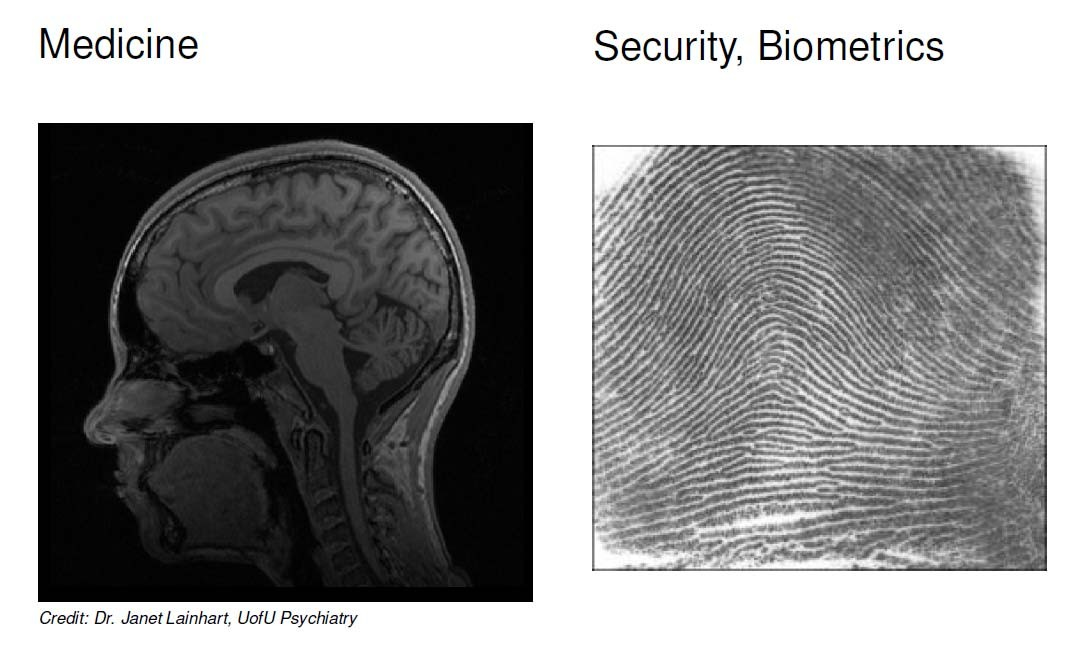 Medicine
Security, Biometrics
Credit: Dr. Janet Lainhart, UofU Psychiatry